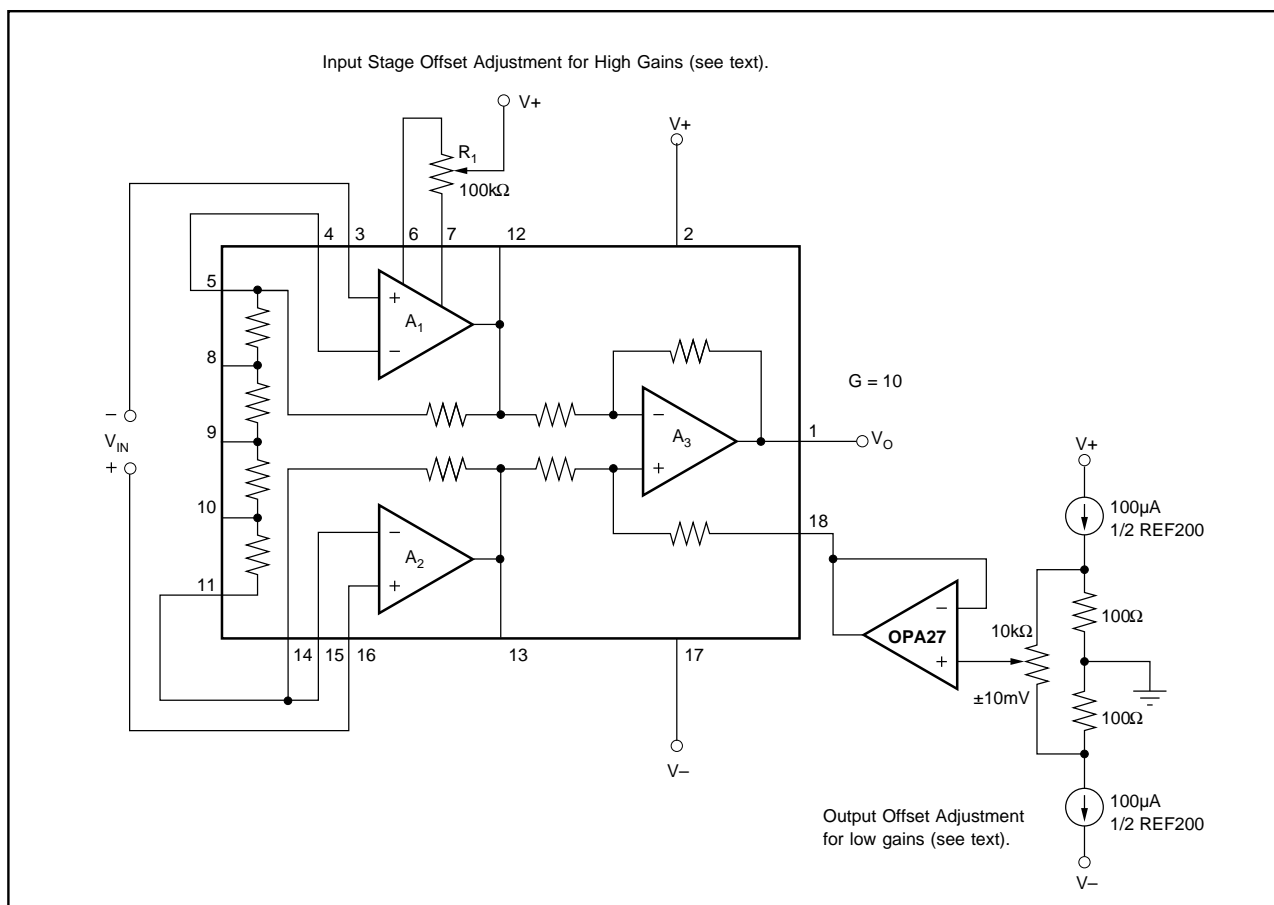 Input Stage Offset Adjustment for High Gains (see text).
V+
V+
R1
100kΩ
4 3 6 7 12 2
5
+
A1
−
8
G = 10
−
VIN
+
9
−
A3
+
1
VO
V+
10
−
A2
+
18
100µA
1/2 REF200
11
−
OPA27
+
10kΩ
100Ω
14 15 16 13 17
±10mV
100Ω
V–
Output Offset Adjustment
for low gains (see text).
100µA
1/2 REF200
V–